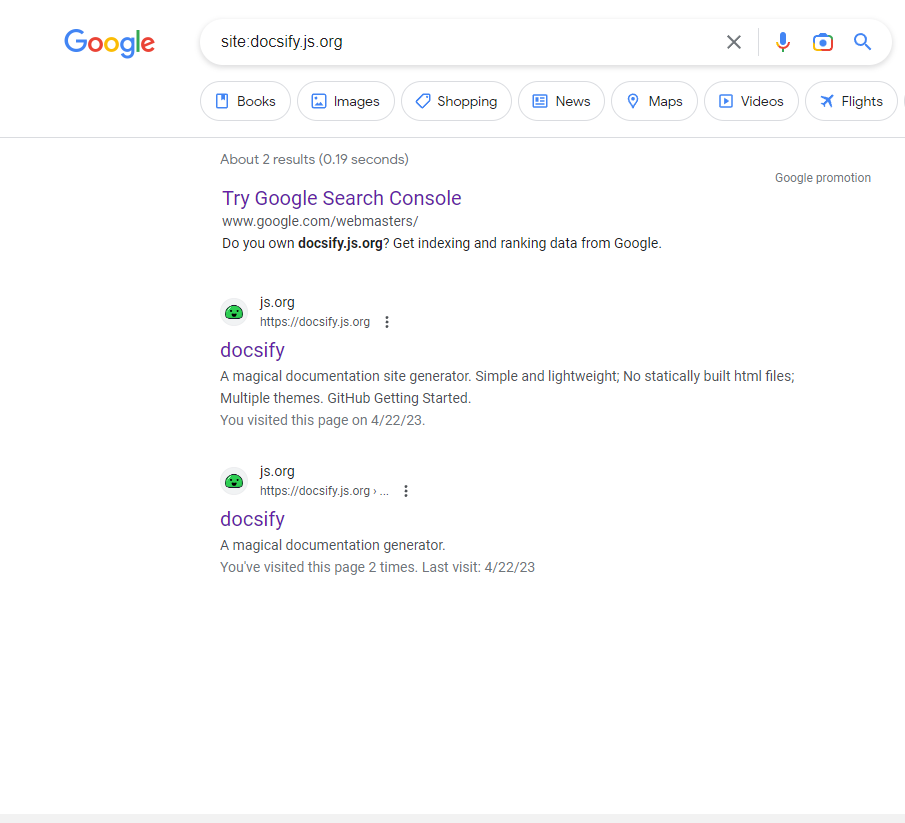 Google
site:docsify.js.org
Books Images Shopping News Maps Videos Flights
About 2 results (0.19 seconds)
Google promotion
Try Google Search Console
www.google.com/webmasters/
Do you own docsify.js.org? Get indexing and ranking data from Google.
js.org
https://docsify.js.org
docsify
A magical documentation site generator. Simple and lightweight; No statically built html files;
Multiple themes. GitHub Getting Started.
You visited this page on 4/22/23.
js.org
https://docsify.js.org › ...
docsify
A magical documentation generator.
You've visited this page 2 times. Last visit: 4/22/23